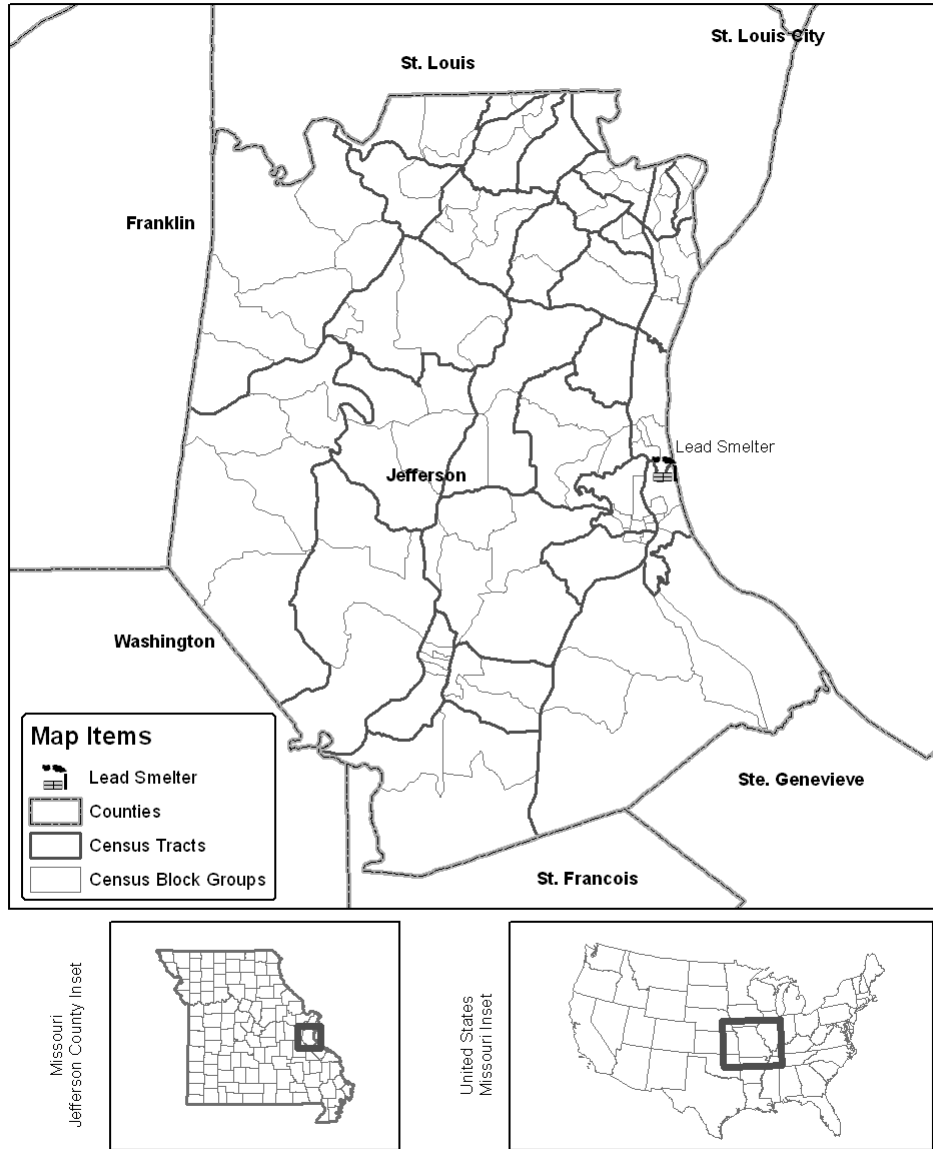 St. Louis City
St. Louis
Franklin
Lead Smelter
Jefferson
Washington
Map Items
Lead Smelter
Counties
Census Tracts
Census Block Groups
Ste. Genevieve
St. Francois
Missouri
Jefferson County Inset
United States
Missouri Inset